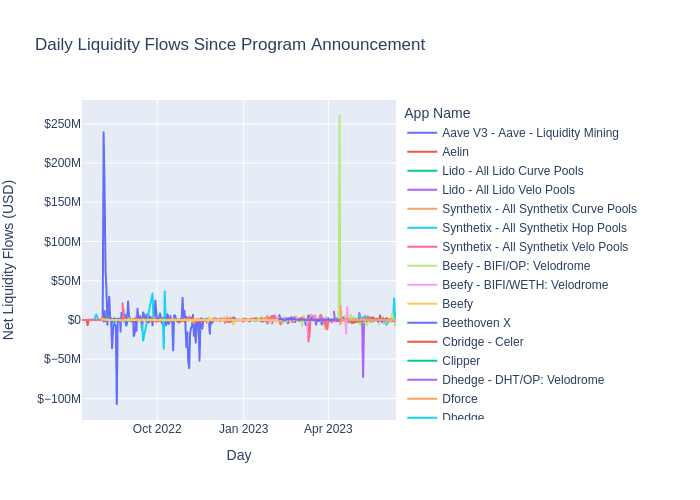 Daily Liquidity Flows Since Program Announcement
App Name
Aave V3 - Aave - Liquidity Mining
Aelin
Lido - All Lido Curve Pools
Lido - All Lido Velo Pools
Synthetix - All Synthetix Curve Pools
Synthetix - All Synthetix Hop Pools
Synthetix - All Synthetix Velo Pools
Beefy - BIFI/OP: Velodrome
Beefy - BIFI/WETH: Velodrome
Beefy
Beethoven X
Cbridge - Celer
Clipper
Dhedge - DHT/OP: Velodrome
Dforce
Dhedge
$250M
$200M
$150M
$100M
$50M
$0
$−50M
$−100M
Net Liquidity Flows (USD)
Oct 2022
Jan 2023
Apr 2023
Day